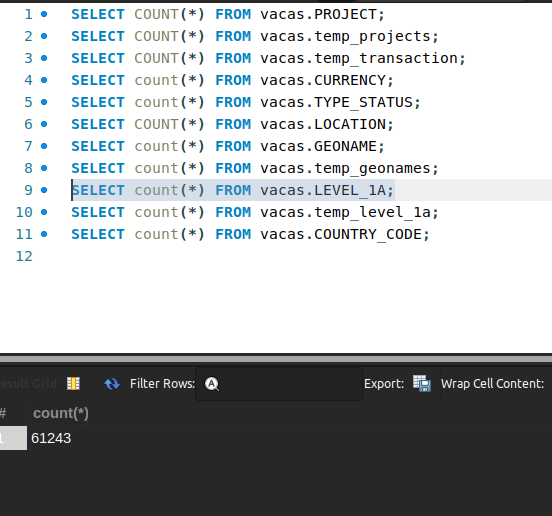 1 SELECT COUNT(*) FROM vacas.PROJECT;
2 SELECT COUNT(*) FROM vacas.temp_projects;
3 SELECT COUNT(*) FROM vacas.temp_transaction;
4 SELECT count(*) FROM vacas.CURRENCY;
5 SELECT count(*) FROM vacas.TYPE_STATUS;
6 SELECT COUNT(*) FROM vacas.LOCATION;
7 SELECT count(*) FROM vacas.GEONAME;
8 SELECT count(*) FROM vacas.temp_geonames;
9 SELECT count(*) FROM vacas.LEVEL_1A;
10 SELECT count(*) FROM vacas.temp_level_1a;
11 SELECT count(*) FROM vacas.COUNTRY_CODE;
12
esult Grid Filter Rows: A Export: Wrap Cell Content:
# count(*)
1 61243